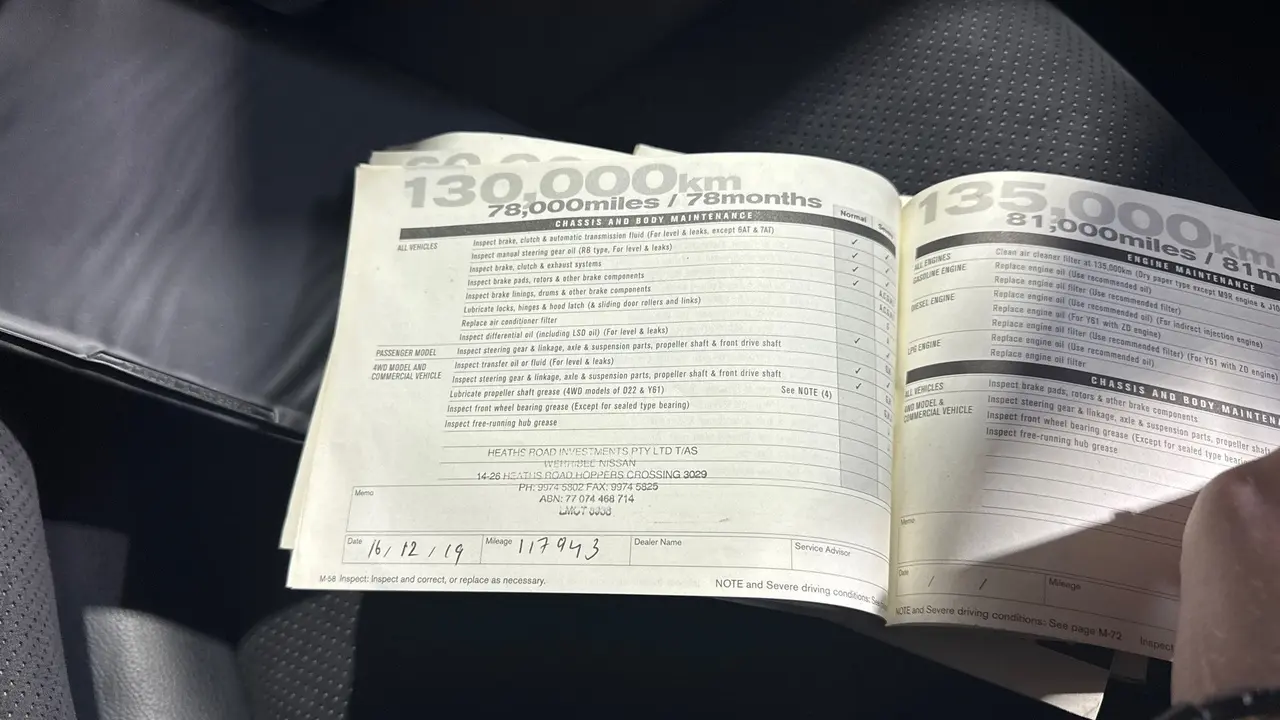 130,000km
78,000miles / 78months
CHASSIS AND BODY MAINTENANCE
Normal
ALL VEHICLES
Inspect brake, clutch & automatic transmission fluid (For level & leaks, except 6AT & 7AT)
Inspect manual steering gear oil (RB type, For level & leaks)
Inspect brake, clutch & exhaust systems
Inspect brake pads, rotors & other brake components
Inspect brake linings, drums & other brake components
Lubricate locks, hinges & hood latch (& sliding door rollers and links)
Replace air conditioner filter
Inspect differential oil (including LSD oil) (For level & leaks)
PASSENGER MODEL
Inspect steering gear & linkage, axle & suspension parts, propeller shaft & front drive shaft
4WD MODEL AND
COMMERCIAL VEHICLE
Inspect transfer oil or fluid (For level & leaks)
Inspect steering gear & linkage, axle & suspension parts, propeller shaft & front drive shaft
Lubricate propeller shaft grease (4WD models of D22 & Y61) See NOTE (4)
Inspect front wheel bearing grease (Except for sealed type bearing)
Inspect free-running hub grease
HEATHS ROAD INVESTMENTS PTY LTD T/AS
WERRIBEE NISSAN
14-26 HEATHS ROAD HOPPERS CROSSING 3029
PH: 9974 5802 FAX: 9974 5825
ABN: 77 074 468 714
LMCT
Memo
Date 16/12/19 Mileage 117943 Dealer Name Service Advisor
M-58 Inspect: Inspect and correct, or replace as necessary.
NOTE and Severe driving conditions:
135,000km
81,000miles / 81m
ENGINE MAINTENANCE
ALL ENGINES
Clean air cleaner filter at 135,000km (Dry paper type except M9R engine &
GASOLINE ENGINE
Replace engine oil (Use recommended oil)
Replace engine oil filter (Use recommended filter)
DIESEL ENGINE
Replace engine oil (Use recommended oil) (For indirect injection engine)
Replace engine oil (For Y61 with ZD engine)
Replace engine oil filter (Use recommended filter) (For Y61 with ZD engine)
LPG ENGINE
Replace engine oil (Use recommended oil)
Replace engine oil filter
CHASSIS AND BODY MAINTEN
ALL VEHICLES
Inspect brake pads, rotors & other brake components
4WD MODEL &
COMMERCIAL VEHICLE
Inspect steering gear & linkage, axle & suspension parts, propeller shaft
Inspect front wheel bearing grease (Except for sealed type
Inspect free-running hub grease
Memo
Date / / Mileage
NOTE and Severe driving conditions: See page M-72 Inspect